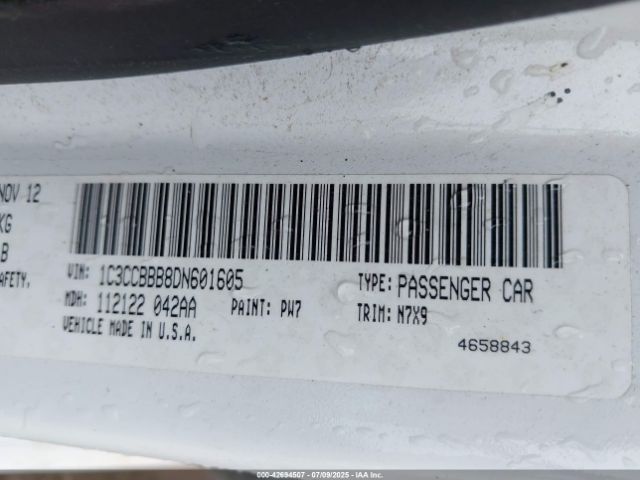 NOV 12
KG
B
AFETY,
VIN: 1C3CCBBB8DN601605
TYPE: PASSENGER CAR
MDH: 112122 042AA
PAINT: PW7
TRIM: N7X9
VEHICLE MADE IN U.S.A.
4658843
000-42694507 | 07/09/2025 | IAA Inc.